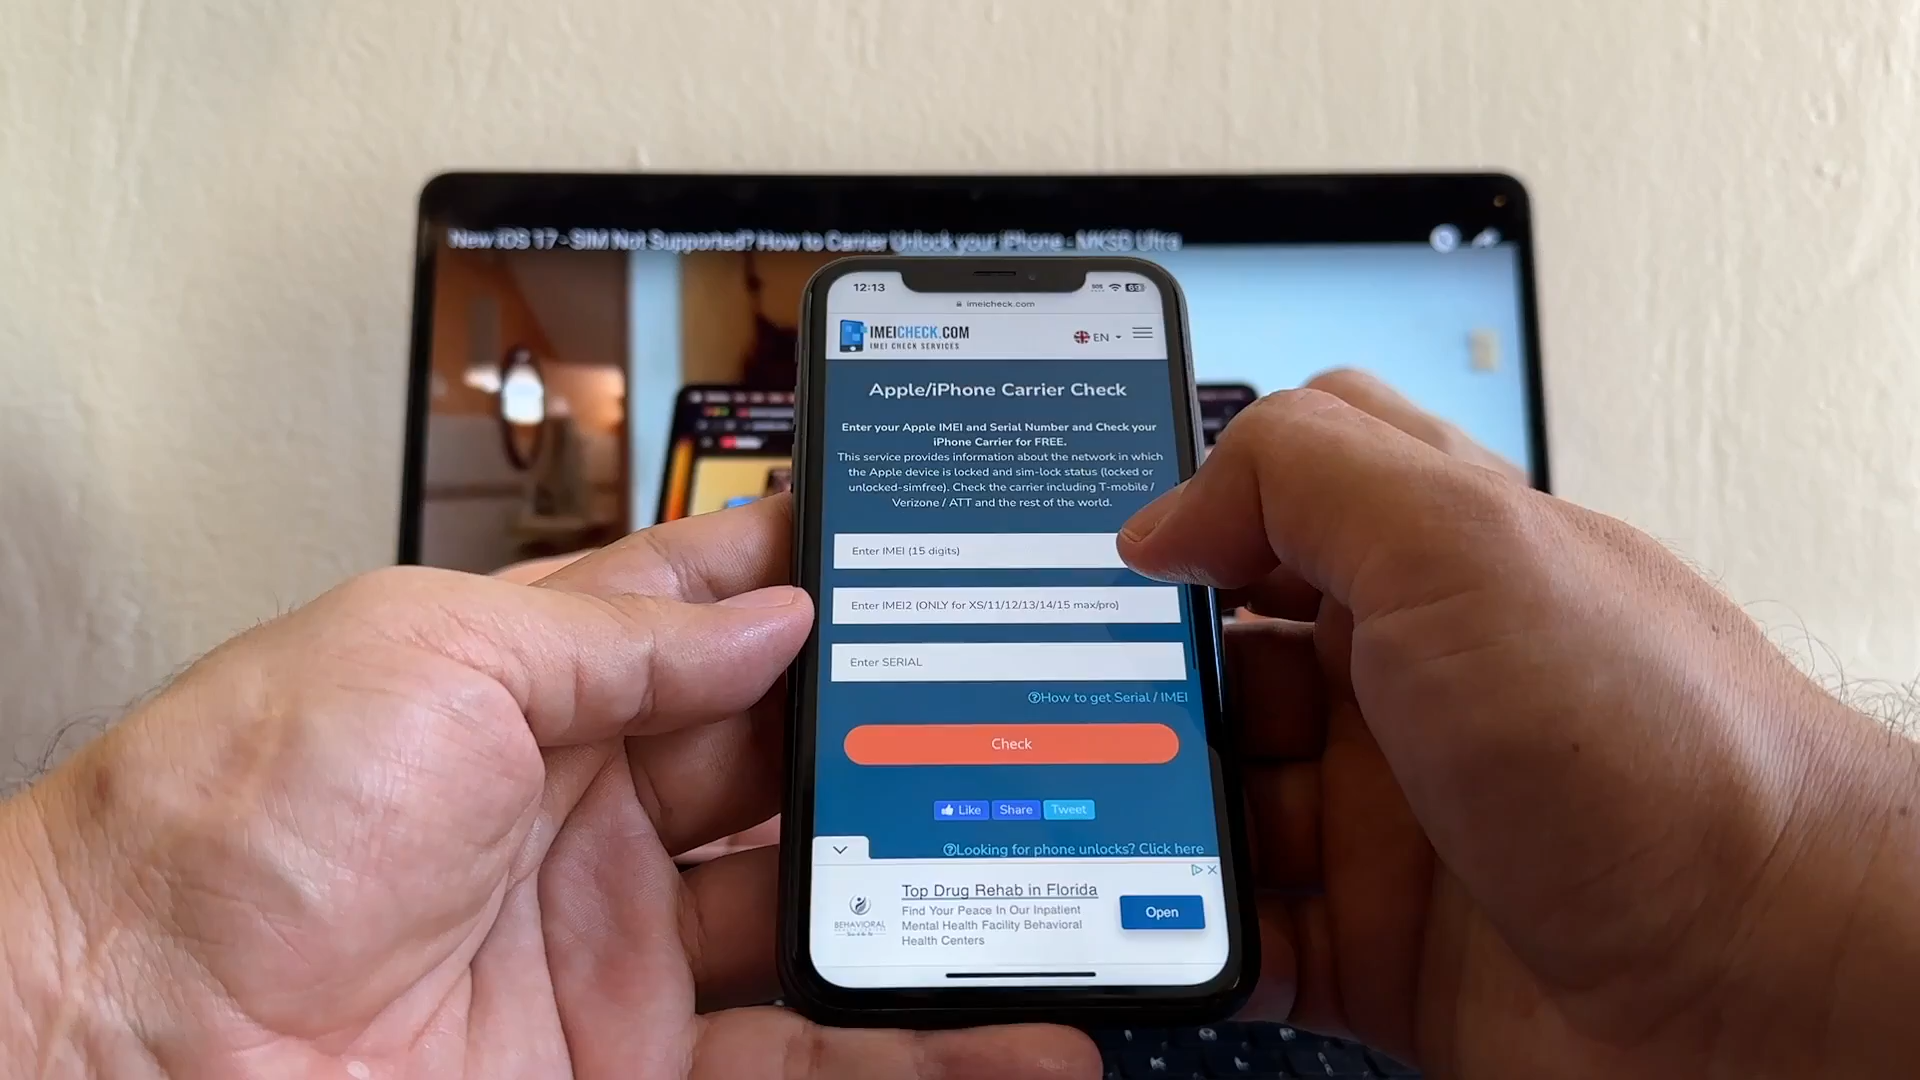 New iOS 17 - SIM Not Supported? How to Carrier Unlock your iPhone - MKSD Ultra
12:13
SOS
69
imeicheck.com
IMEICHECK.COM
IMEI CHECK SERVICES
EN
Apple/iPhone Carrier Check
Enter your Apple IMEI and Serial Number and Check your
iPhone Carrier for FREE.
This service provides information about the network in which
the Apple device is locked and sim-lock status (locked or
unlocked-simfree). Check the carrier including T-mobile /
Verizone / ATT and the rest of the world.
Enter IMEI (15 digits)
Enter IMEI2 (ONLY for XS/11/12/13/14/15 max/pro)
Enter SERIAL
How to get Serial / IMEI
Check
Like
Share
Tweet
Looking for phone unlocks? Click here
Top Drug Rehab in Florida
Find Your Peace In Our Inpatient
Mental Health Facility Behavioral
Health Centers
BEHAVIORAL
Open
K
L